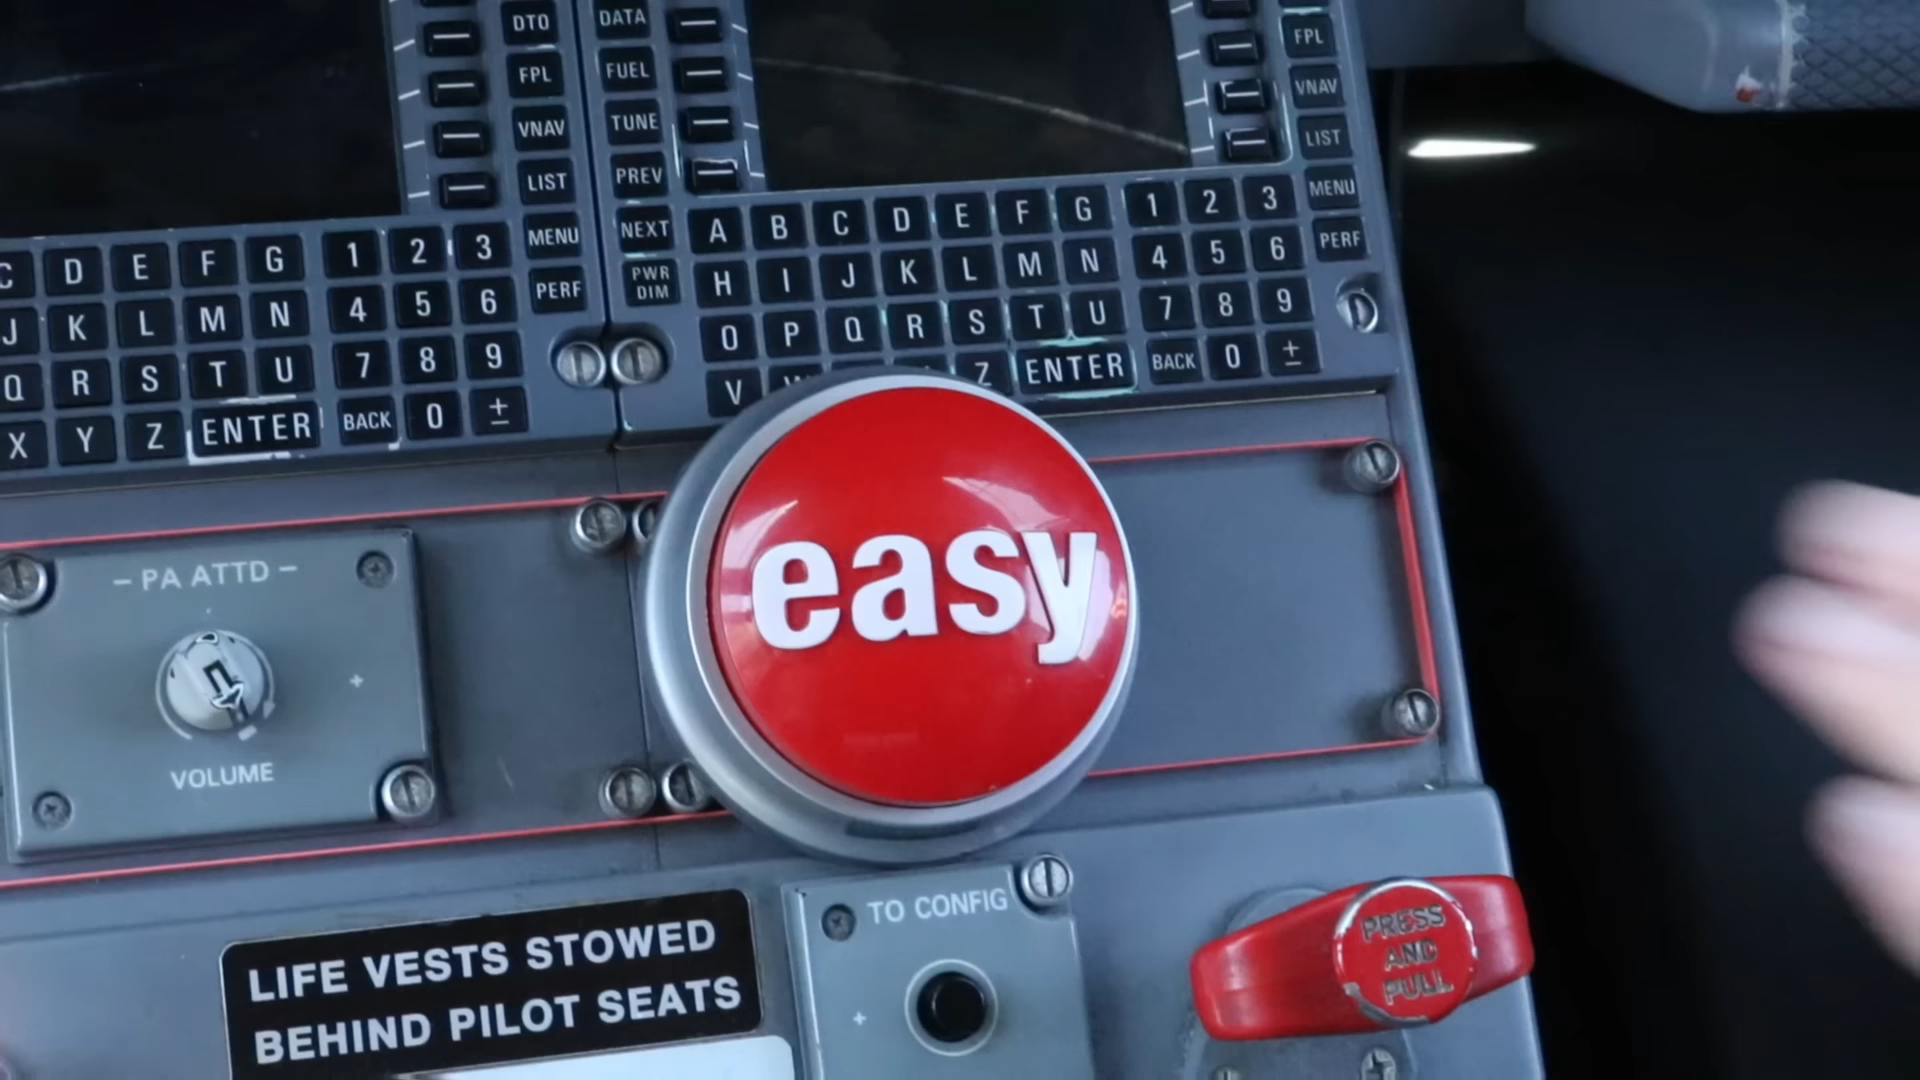 DTO
FPL
VNAV
LIST
MENU
PERF
C D E F G 1 2 3
J K L M N 4 5 6
Q R S T U 7 8 9
X Y Z ENTER BACK 0 ±
DATA
FUEL
TUNE
PREV
NEXT
PWR
DIM
FPL
VNAV
LIST
MENU
PERF
A B C D E F G 1 2 3
H I J K L M N 4 5 6
O P Q R S T U 7 8 9
V Z ENTER BACK 0 ±
easy
– PA ATTD –
+
VOLUME
LIFE VESTS STOWED
BEHIND PILOT SEATS
TO CONFIG
+
PRESS
AND
PULL